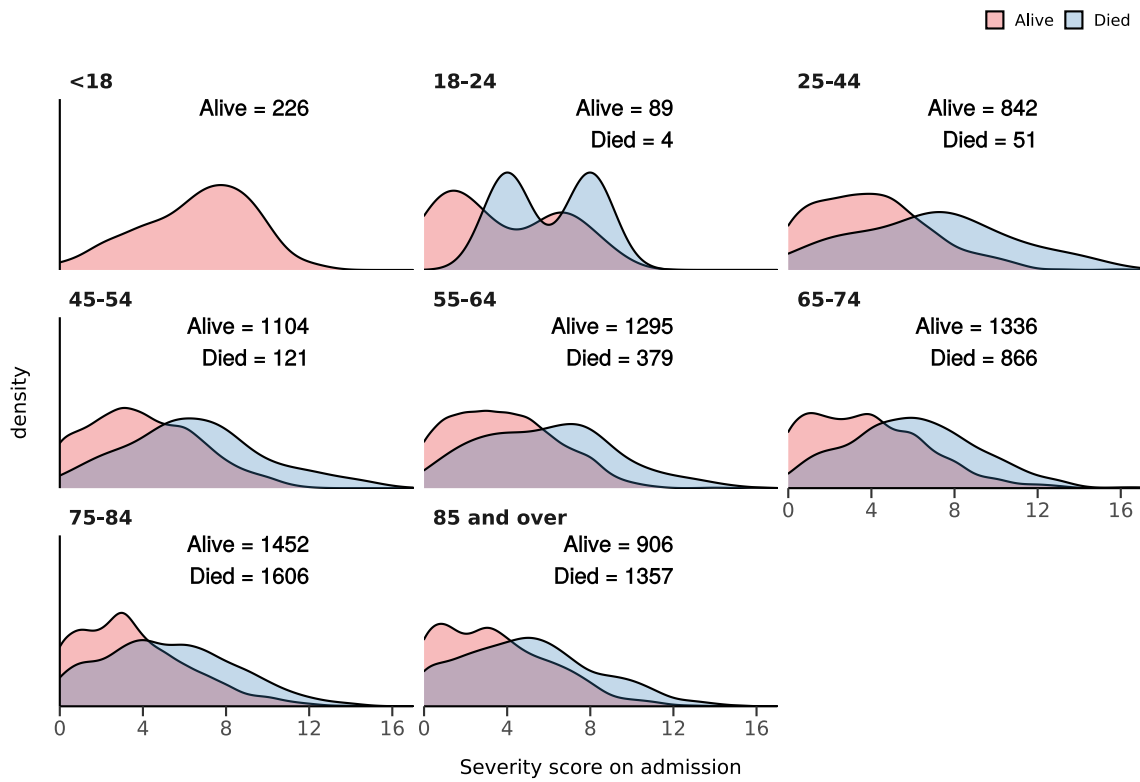 Alive Died
<18
Alive = 226
18-24
Alive = 89
Died = 4
25-44
Alive = 842
Died = 51
45-54
Alive = 1104
Died = 121
55-64
Alive = 1295
Died = 379
65-74
Alive = 1336
Died = 866
0 4 8 12 16
75-84
Alive = 1452
Died = 1606
0 4 8 12 16
85 and over
Alive = 906
Died = 1357
0 4 8 12 16
density
Severity score on admission